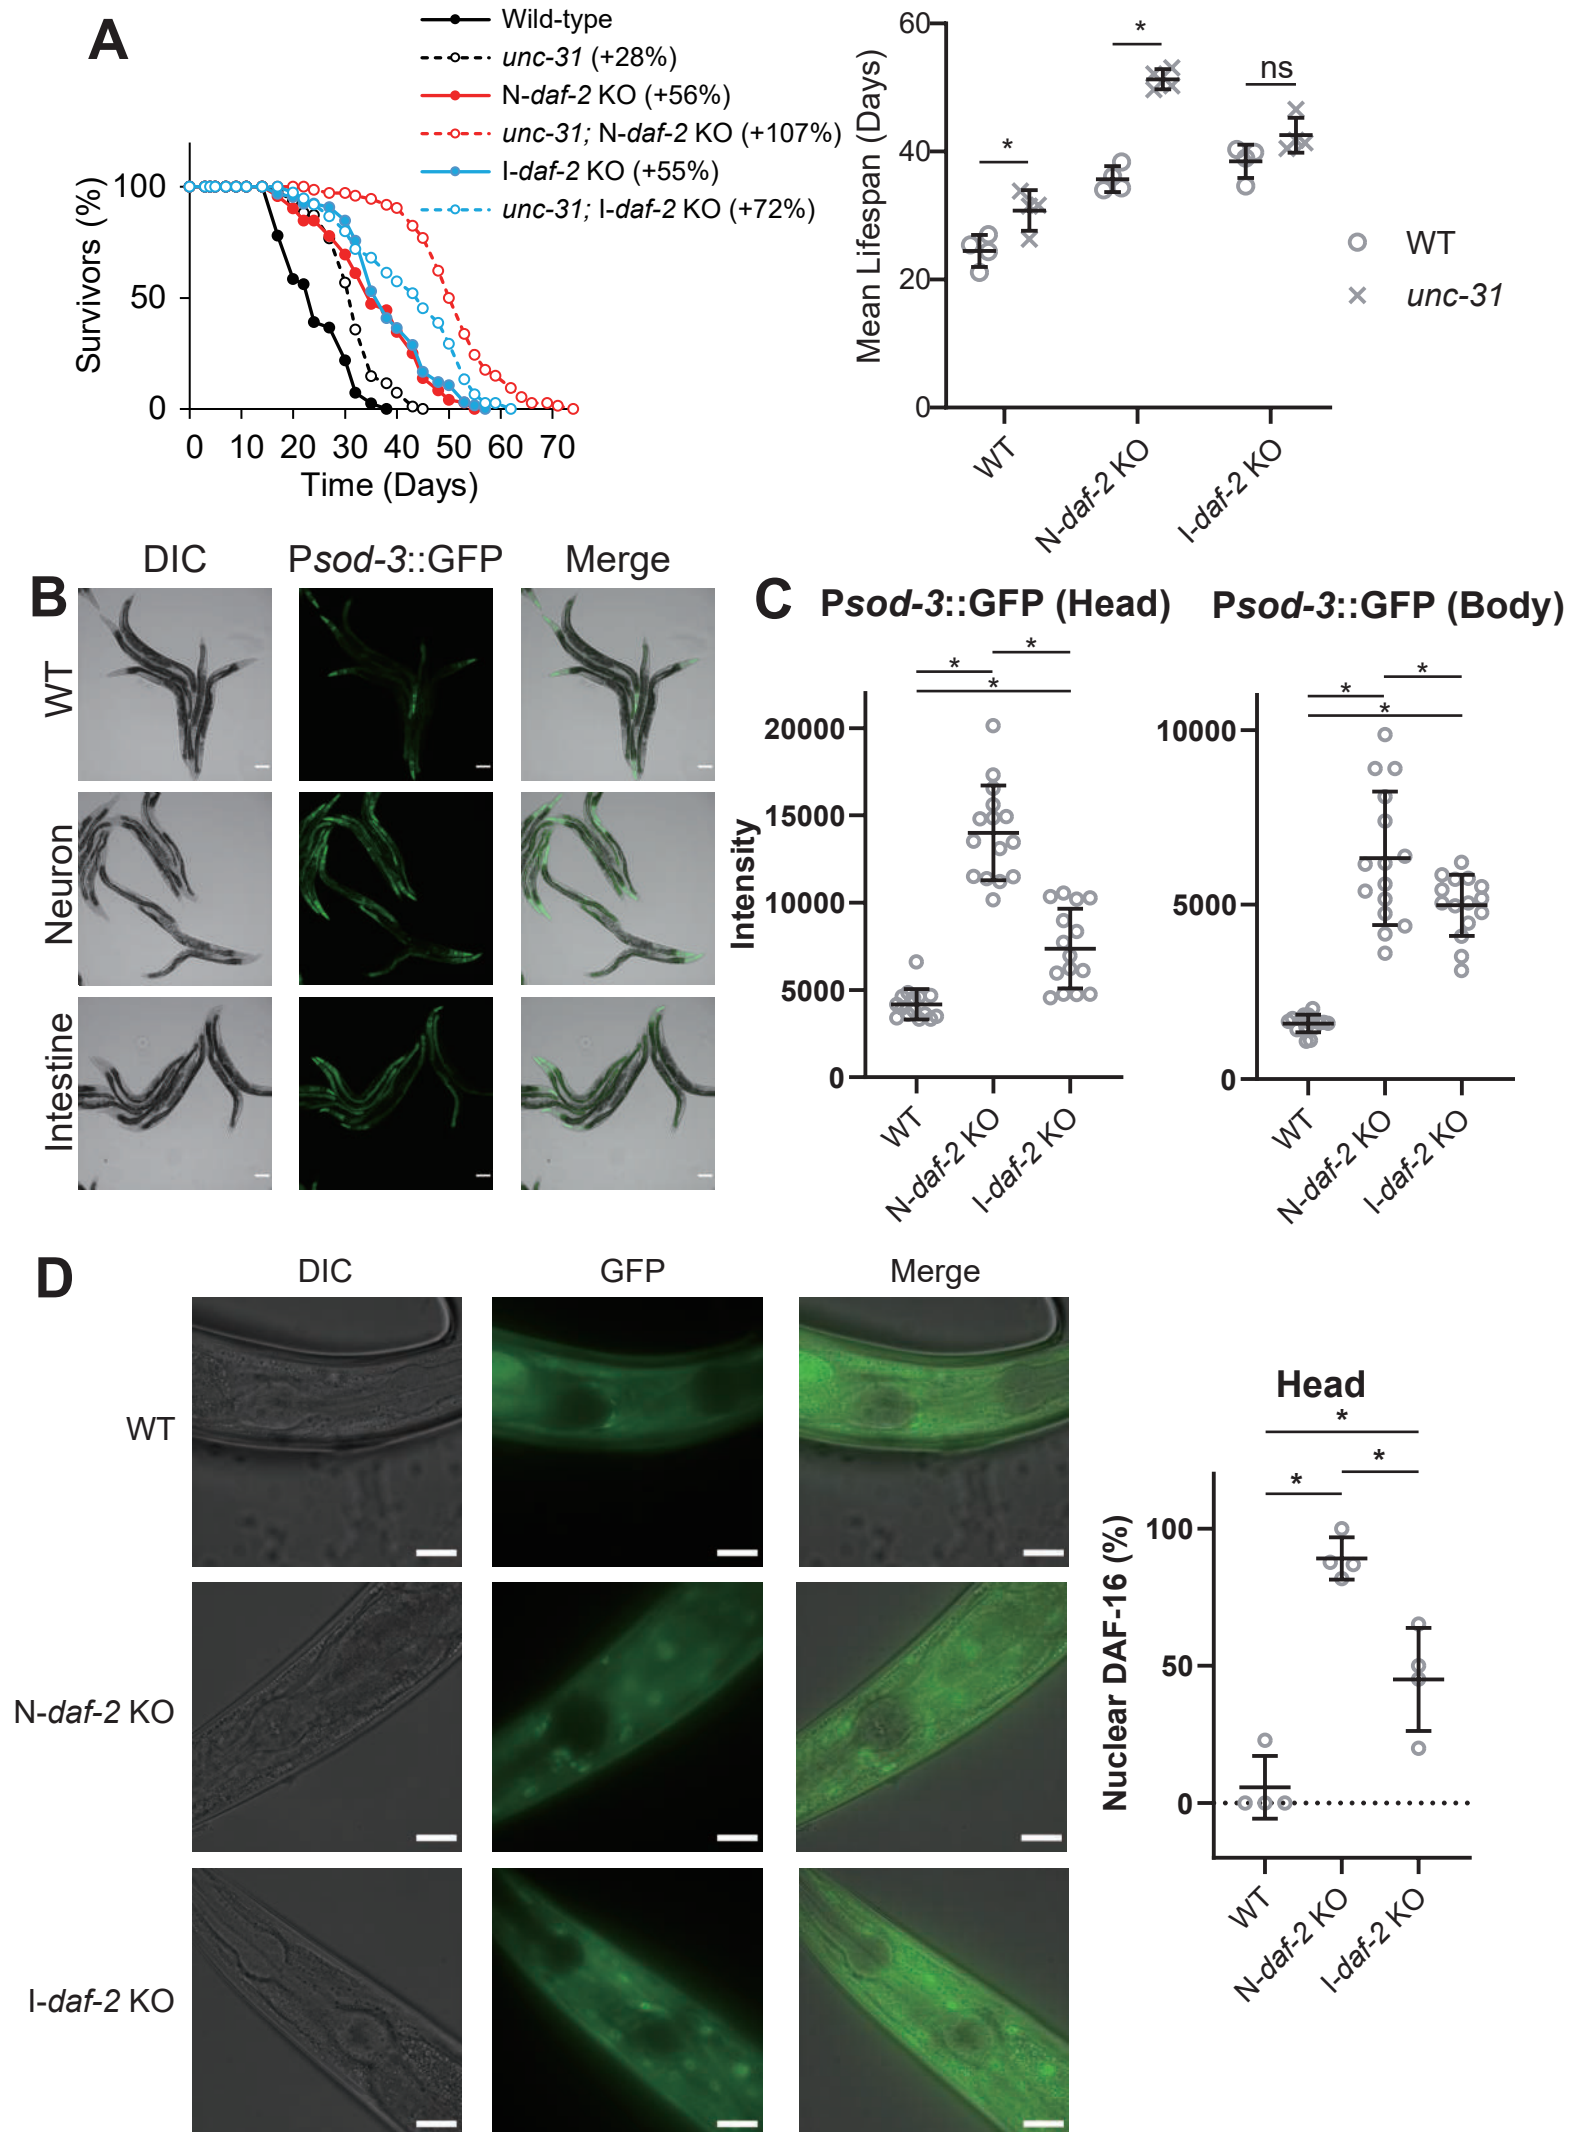 A
Wild-type
unc-31 (+28%)
N-daf-2 KO (+56%)
unc-31; N-daf-2 KO (+107%)
I-daf-2 KO (+55%)
unc-31; I-daf-2 KO (+72%)
Survivors (%)
100
50
0
0 10 20 30 40 50 60 70
Time (Days)
Mean Lifespan (Days)
60
40
20
0
*
*
ns
WT
N-daf-2 KO
I-daf-2 KO
WT
unc-31
B
DIC
Psod-3::GFP
Merge
WT
Neuron
Intestine
C
Psod-3::GFP (Head)
Intensity
20000
15000
10000
5000
0
*
*
*
WT
N-daf-2 KO
I-daf-2 KO
Psod-3::GFP (Body)
10000
5000
0
*
*
*
WT
N-daf-2 KO
I-daf-2 KO
D
DIC
GFP
Merge
WT
N-daf-2 KO
I-daf-2 KO
Head
Nuclear DAF-16 (%)
100
50
0
*
*
*
WT
N-daf-2 KO
I-daf-2 KO